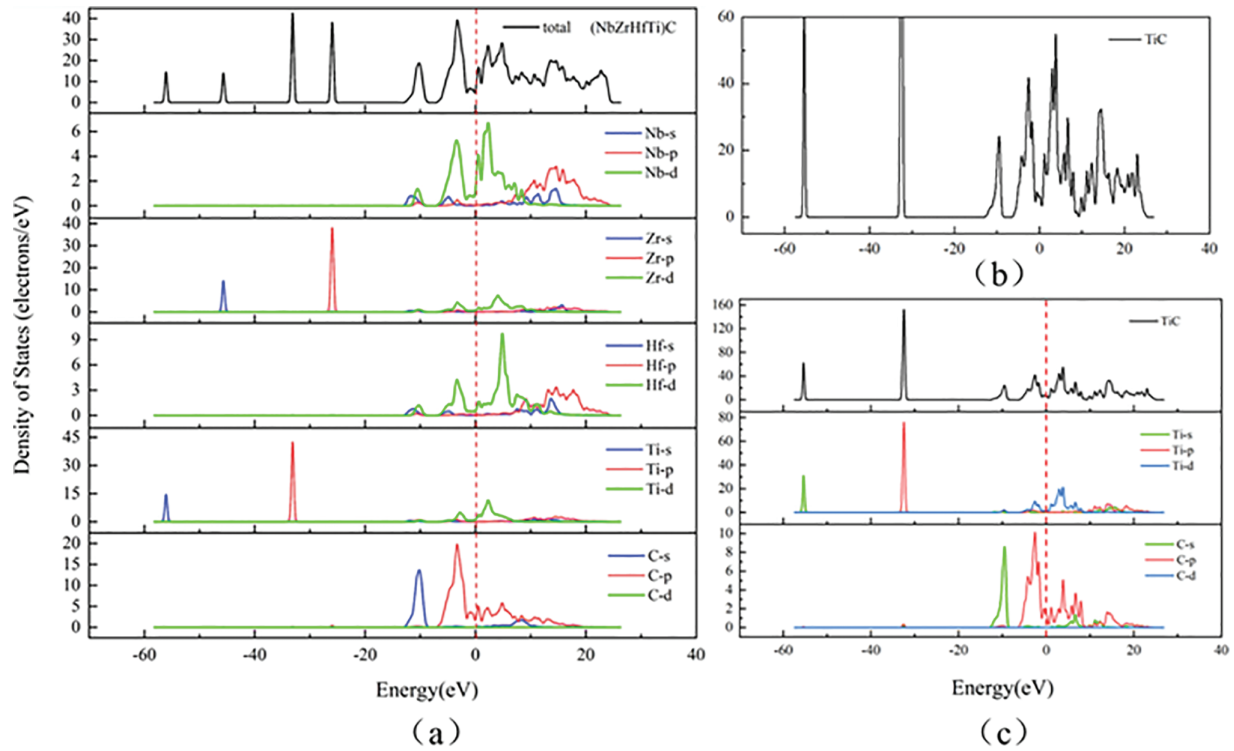 Density of States (electrons/eV)
40
30
20
10
0
total (NbZrHfTi)C
6
4
2
0
Nb-s
Nb-p
Nb-d
40
30
20
10
0
Zr-s
Zr-p
Zr-d
9
6
3
0
Hf-s
Hf-p
Hf-d
45
30
15
0
Ti-s
Ti-p
Ti-d
20
15
10
5
0
C-s
C-p
C-d
-60 -40 -20 0 20 40
Energy(eV)
(a)
60
40
20
0
TiC
-60 -40 -20 0 20 40
(b)
160
120
80
40
0
TiC
80
60
40
20
0
Ti-s
Ti-p
Ti-d
10
8
6
4
2
0
C-s
C-p
C-d
-60 -40 -20 0 20 40
Energy(eV)
(c)